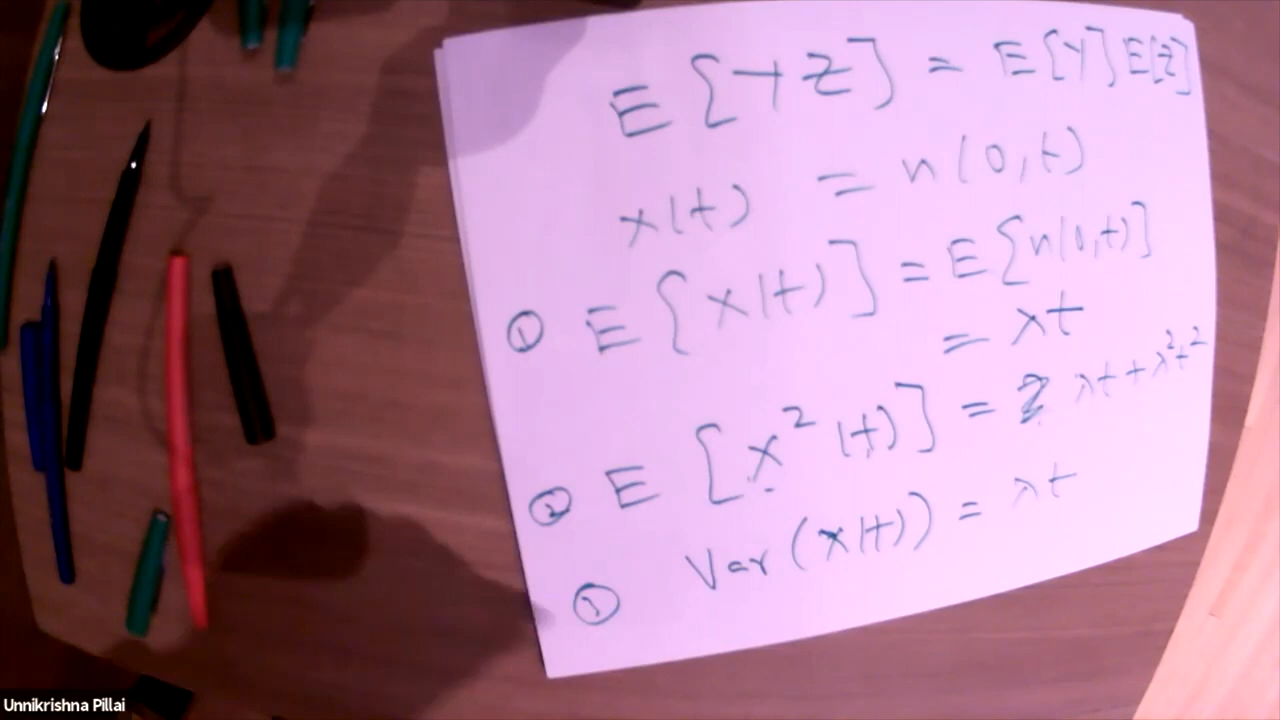 E[YZ] = E[Y]E[Z]
X(t) = n(0,t)
① E[X(t)] = E[n(0,t)]
= λt
② E[X²(t)] = λt+λ²t²
③ Var(X(t)) = λt
Unnikrishna Pillai